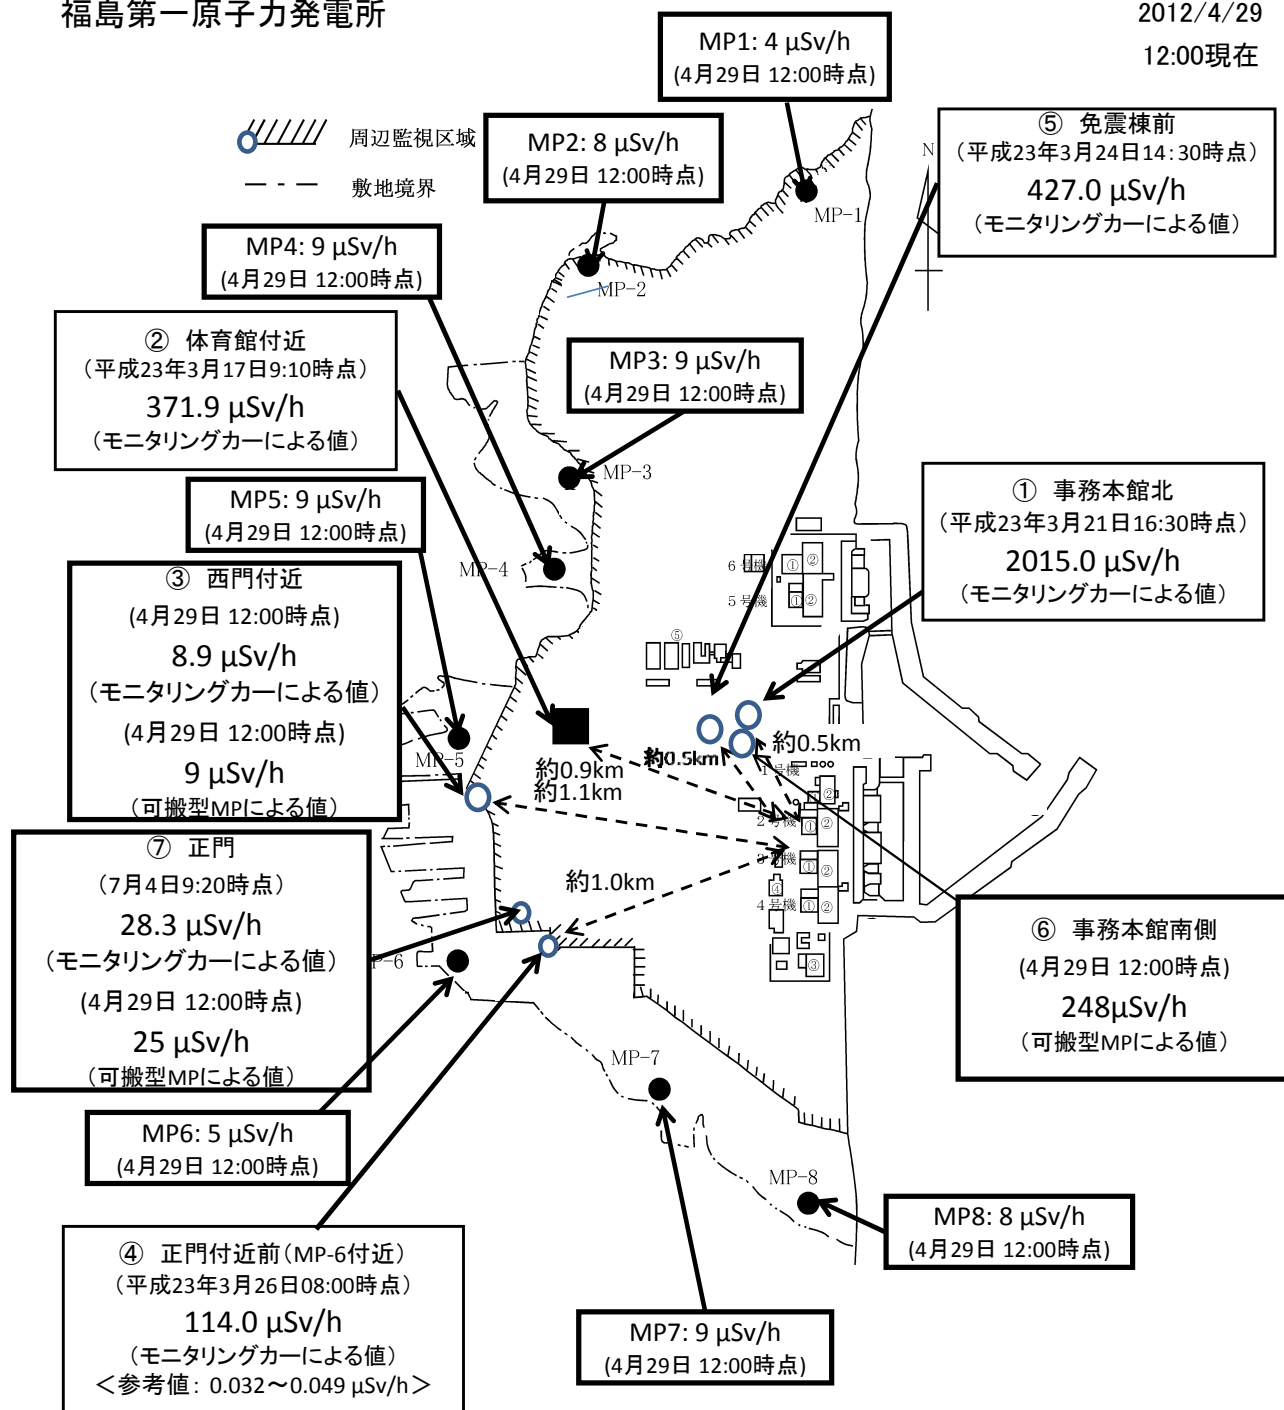 福島第一原子力発電所
2012/4/29
12:00現在
MP1: 4 μSv/h
(4月29日 12:00時点)
周辺監視区域
敷地境界
MP2: 8 μSv/h
(4月29日 12:00時点)
⑤ 免震棟前
(平成23年3月24日14:30時点)
427.0 μSv/h
(モニタリングカーによる値)
N
MP-1
MP4: 9 μSv/h
(4月29日 12:00時点)
MP-2
② 体育館付近
(平成23年3月17日9:10時点)
371.9 μSv/h
(モニタリングカーによる値)
MP3: 9 μSv/h
(4月29日 12:00時点)
MP-3
MP5: 9 μSv/h
(4月29日 12:00時点)
① 事務本館北
(平成23年3月21日16:30時点)
2015.0 μSv/h
(モニタリングカーによる値)
MP-4
6号機
① ②
5号機
① ②
⑤
③ 西門付近
(4月29日 12:00時点)
8.9 μSv/h
(モニタリングカーによる値)
(4月29日 12:00時点)
9 μSv/h
(可搬型MPによる値)
MP-5
約0.9km
約1.1km
約0.5km
約0.5km
1号機
① ②
2号機
① ②
3号機
① ②
④
4号機
① ②
③
約1.0km
⑦ 正門
(7月4日9:20時点)
28.3 μSv/h
(モニタリングカーによる値)
(4月29日 12:00時点)
25 μSv/h
(可搬型MPによる値)
P-6
⑥ 事務本館南側
(4月29日 12:00時点)
248μSv/h
(可搬型MPによる値)
MP-7
MP6: 5 μSv/h
(4月29日 12:00時点)
MP-8
MP8: 8 μSv/h
(4月29日 12:00時点)
④ 正門付近前(MP-6付近)
(平成23年3月26日08:00時点)
114.0 μSv/h
(モニタリングカーによる値)
<参考値: 0.032~0.049 μSv/h>
MP7: 9 μSv/h
(4月29日 12:00時点)